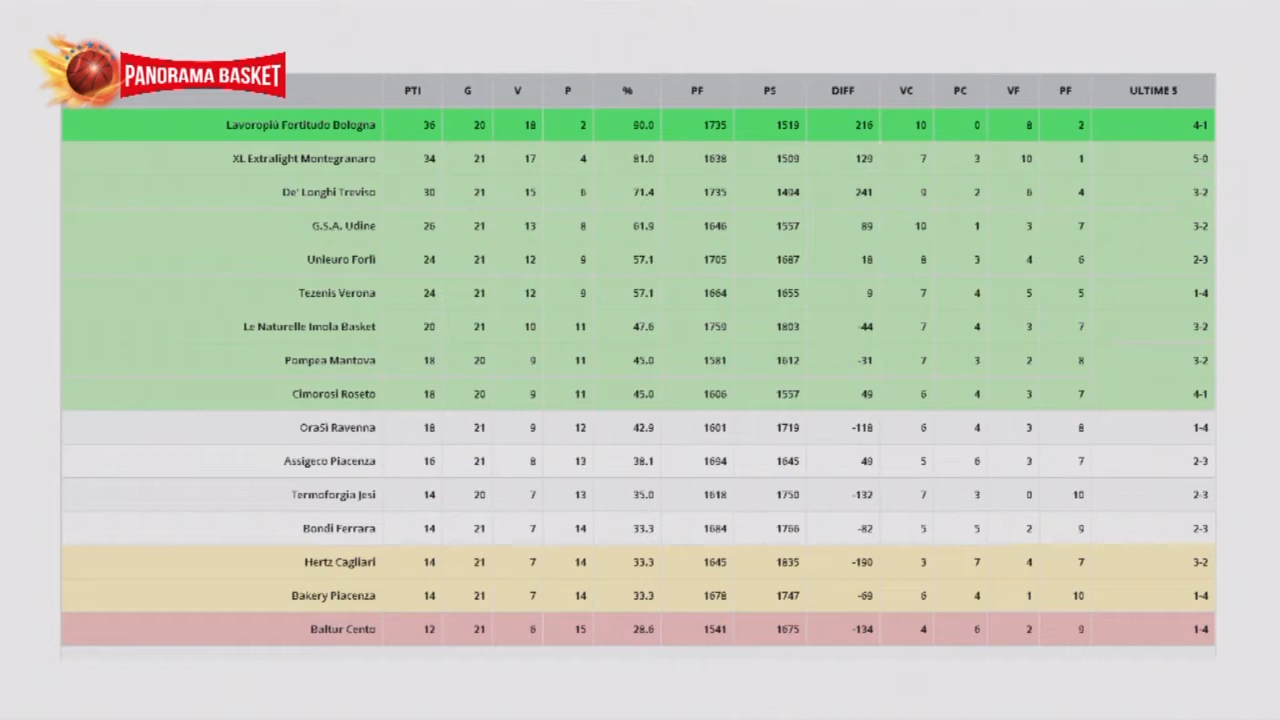 PANORAMA BASKET
PTI G V P % PF PS DIFF VC PC VF PF ULTIME 5
Lavoropiù Fortitudo Bologna 36 20 18 2 90.0 1735 1519 216 10 0 8 2 4-1
XL Extralight Montegranaro 34 21 17 4 81.0 1638 1509 129 7 3 10 1 5-0
De' Longhi Treviso 30 21 15 6 71.4 1735 1494 241 9 2 6 4 3-2
G.S.A. Udine 26 21 13 8 61.9 1646 1557 89 10 1 3 7 3-2
Unieuro Forlì 24 21 12 9 57.1 1705 1687 18 8 3 4 6 2-3
Tezenis Verona 24 21 12 9 57.1 1664 1655 9 7 4 5 5 1-4
Le Naturelle Imola Basket 20 21 10 11 47.6 1759 1803 -44 7 4 3 7 3-2
Pompea Mantova 18 20 9 11 45.0 1581 1612 -31 7 3 2 8 3-2
Cimorosi Roseto 18 20 9 11 45.0 1606 1557 49 6 4 3 7 4-1
OraSì Ravenna 18 21 9 12 42.9 1601 1719 -118 6 4 3 8 1-4
Assigeco Piacenza 16 21 8 13 38.1 1694 1645 49 5 6 3 7 2-3
Termoforgia Jesi 14 20 7 13 35.0 1618 1750 -132 7 3 0 10 2-3
Bondi Ferrara 14 21 7 14 33.3 1684 1766 -82 5 5 2 9 2-3
Hertz Cagliari 14 21 7 14 33.3 1645 1835 -190 3 7 4 7 3-2
Bakery Piacenza 14 21 7 14 33.3 1678 1747 -69 6 4 1 10 1-4
Baltur Cento 12 21 6 15 28.6 1541 1675 -134 4 6 2 9 1-4